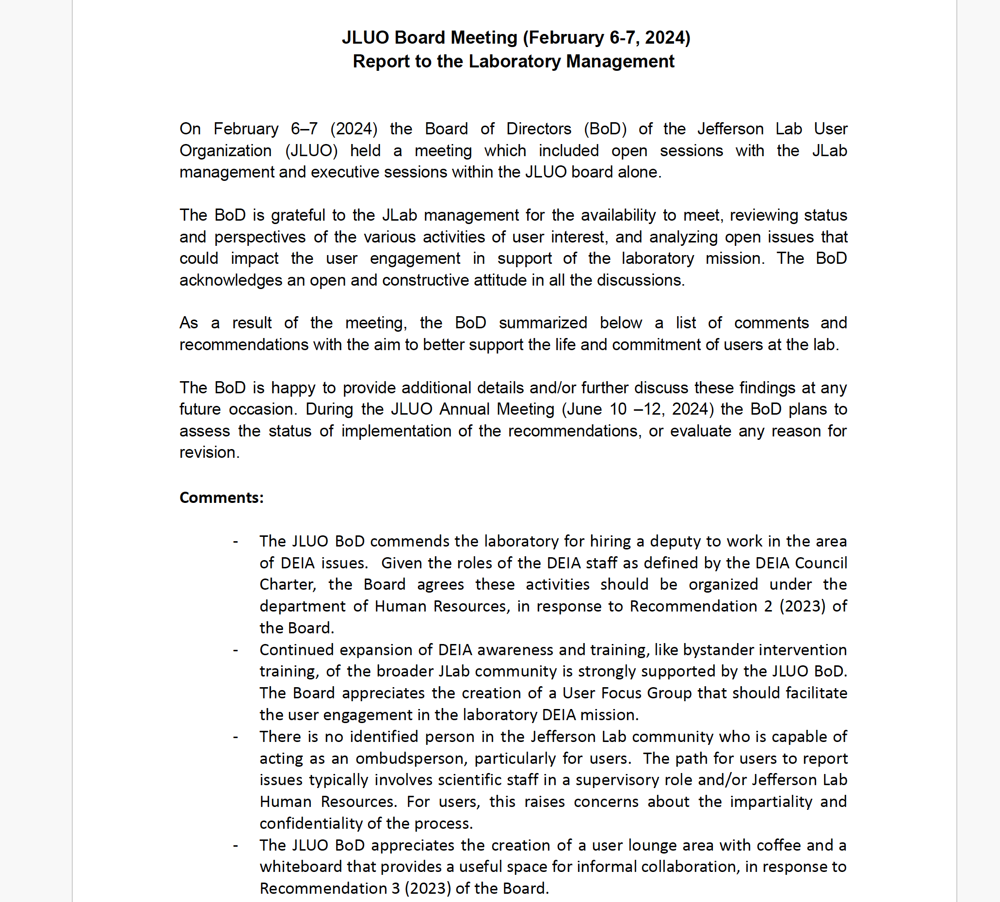 JLUO Board Meeting (February 6-7, 2024)
Report to the Laboratory Management
On February 6–7 (2024) the Board of Directors (BoD) of the Jefferson Lab User
Organization (JLUO) held a meeting which included open sessions with the JLab
management and executive sessions within the JLUO board alone.
The BoD is grateful to the JLab management for the availability to meet, reviewing status
and perspectives of the various activities of user interest, and analyzing open issues that
could impact the user engagement in support of the laboratory mission. The BoD
acknowledges an open and constructive attitude in all the discussions.
As a result of the meeting, the BoD summarized below a list of comments and
recommendations with the aim to better support the life and commitment of users at the lab.
The BoD is happy to provide additional details and/or further discuss these findings at any
future occasion. During the JLUO Annual Meeting (June 10 –12, 2024) the BoD plans to
assess the status of implementation of the recommendations, or evaluate any reason for
revision.
Comments:
- The JLUO BoD commends the laboratory for hiring a deputy to work in the area
of DEIA issues.  Given the roles of the DEIA staff as defined by the DEIA Council
Charter, the Board agrees these activities should be organized under the
department of Human Resources, in response to Recommendation 2 (2023) of
the Board.
- Continued expansion of DEIA awareness and training, like bystander intervention
training, of the broader JLab community is strongly supported by the JLUO BoD.
The Board appreciates the creation of a User Focus Group that should facilitate
the user engagement in the laboratory DEIA mission.
- There is no identified person in the Jefferson Lab community who is capable of
acting as an ombudsperson, particularly for users.  The path for users to report
issues typically involves scientific staff in a supervisory role and/or Jefferson Lab
Human Resources. For users, this raises concerns about the impartiality and
confidentiality of the process.
- The JLUO BoD appreciates the creation of a user lounge area with coffee and a
whiteboard that provides a useful space for informal collaboration, in response to
Recommendation 3 (2023) of the Board.